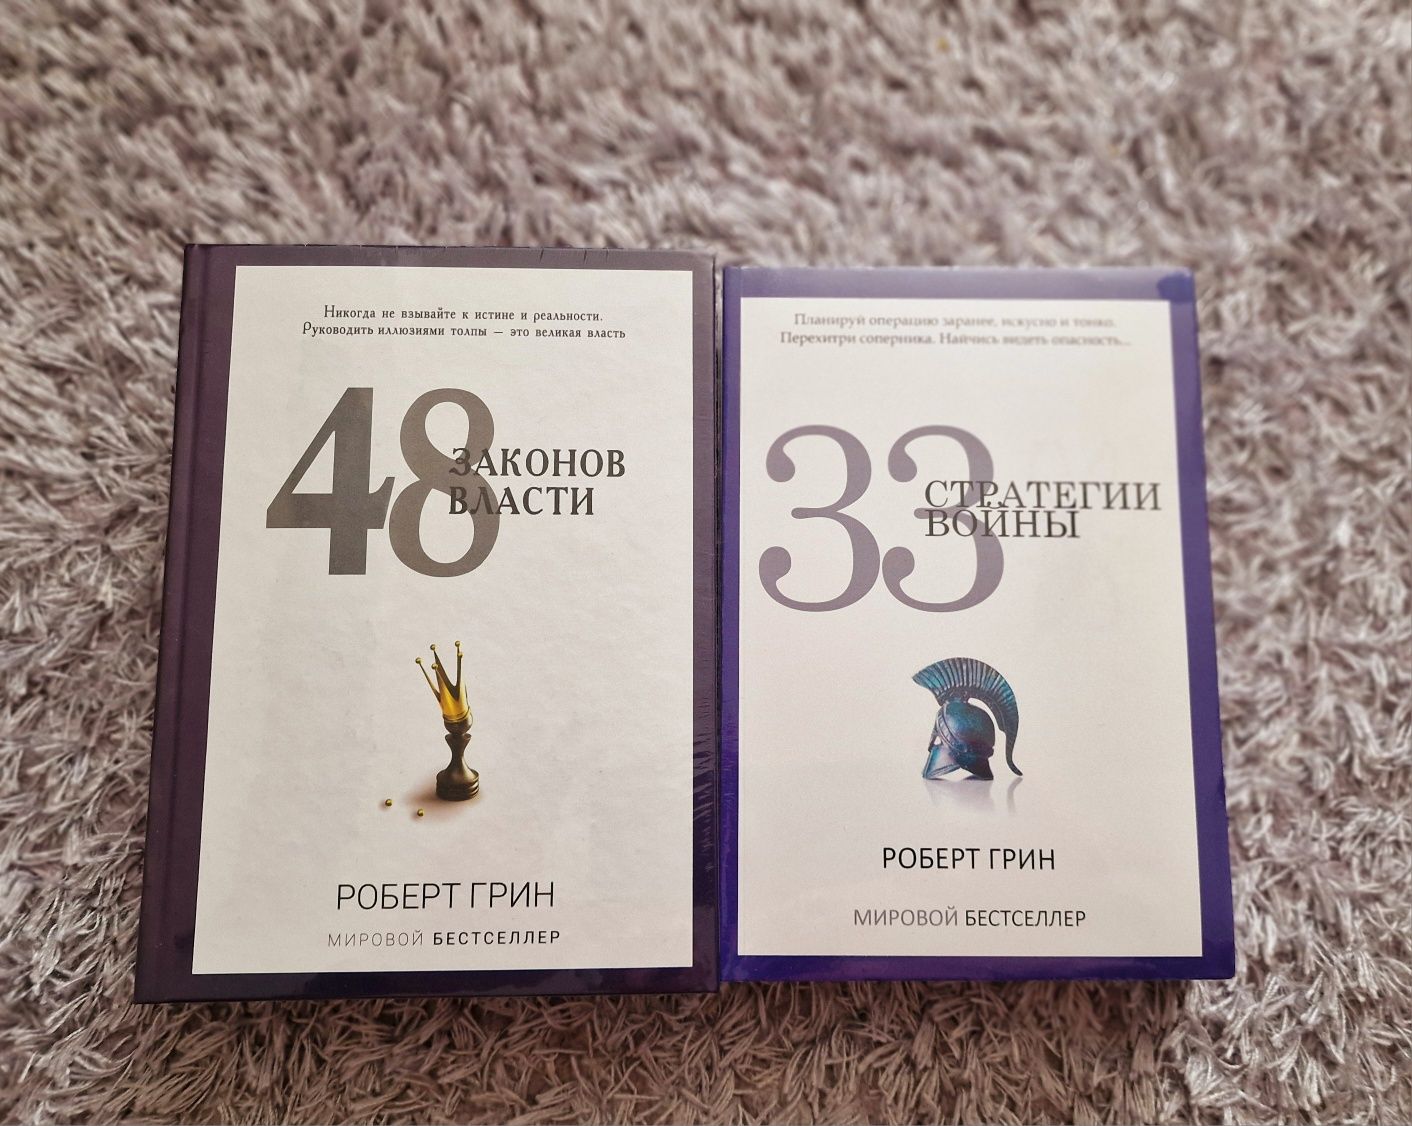 Никогда не взывайте к истине и реальности.
Руководить иллюзиями толпы — это великая власть
48
ЗАКОНОВ
ВЛАСТИ
РОБЕРТ ГРИН
МИРОВОЙ БЕСТСЕЛЛЕР
Планируй операцию заранее, искусно и тонко.
Перехитри соперника. Найчись видеть опасность...
33
СТРАТЕГИИ
ВОЙНЫ
РОБЕРТ ГРИН
МИРОВОЙ БЕСТСЕЛЛЕР